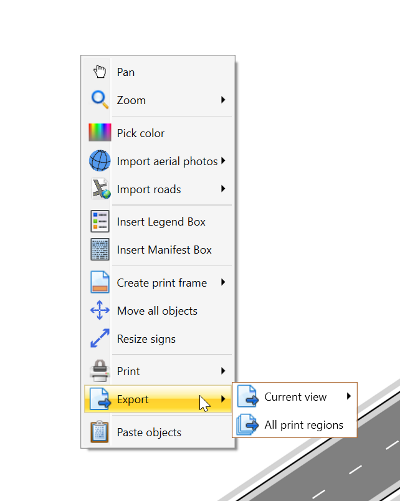 Pan
Zoom
Pick color
Import aerial photos
Import roads
Insert Legend Box
Insert Manifest Box
Create print frame
Move all objects
Resize signs
Print
Export
Current view
All print regions
Paste objects